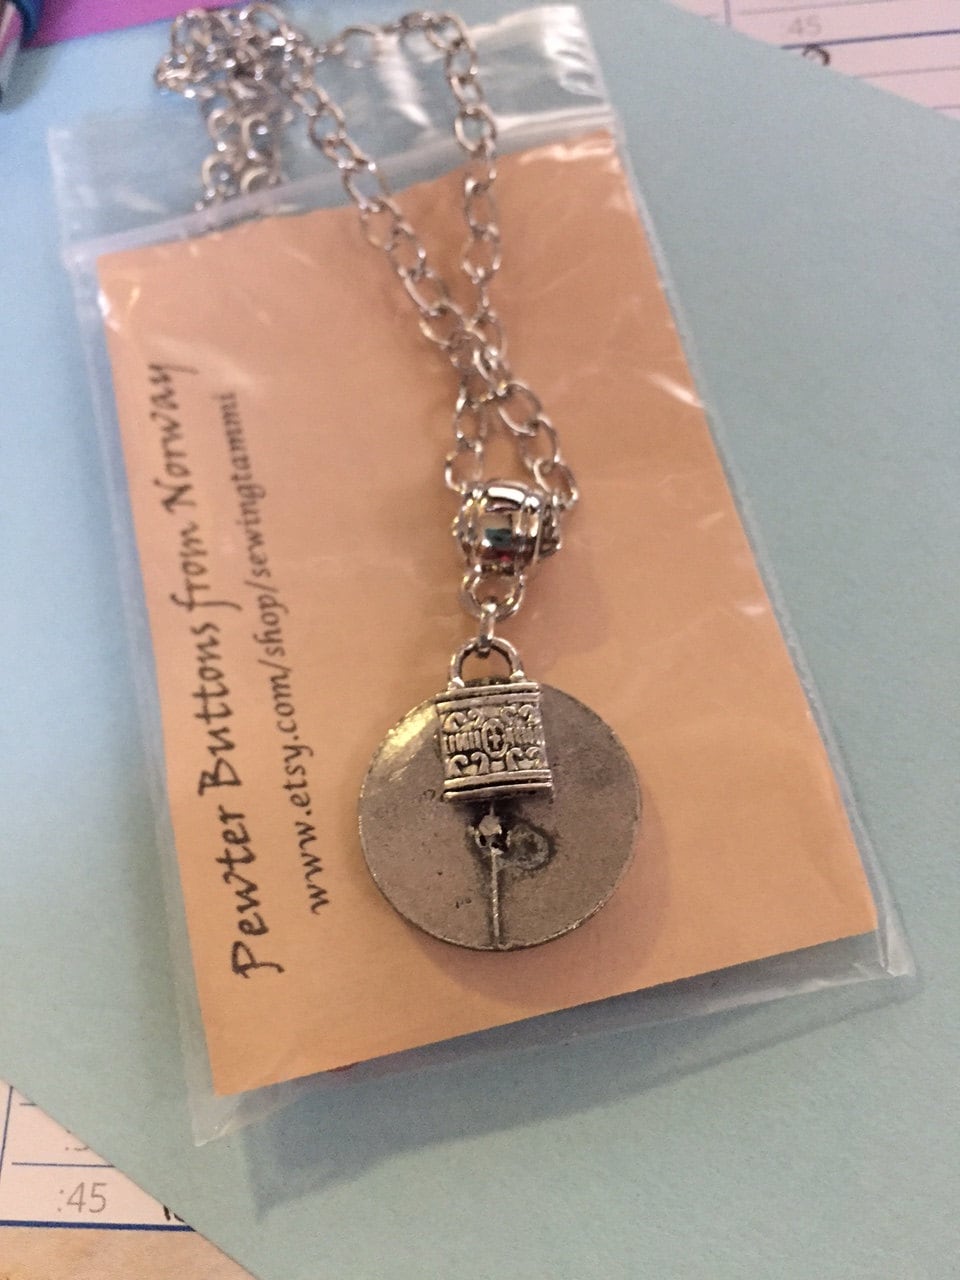 Pewter Buttons from Norway
www.etsy.com/shop/sewingtammi
:45
:45